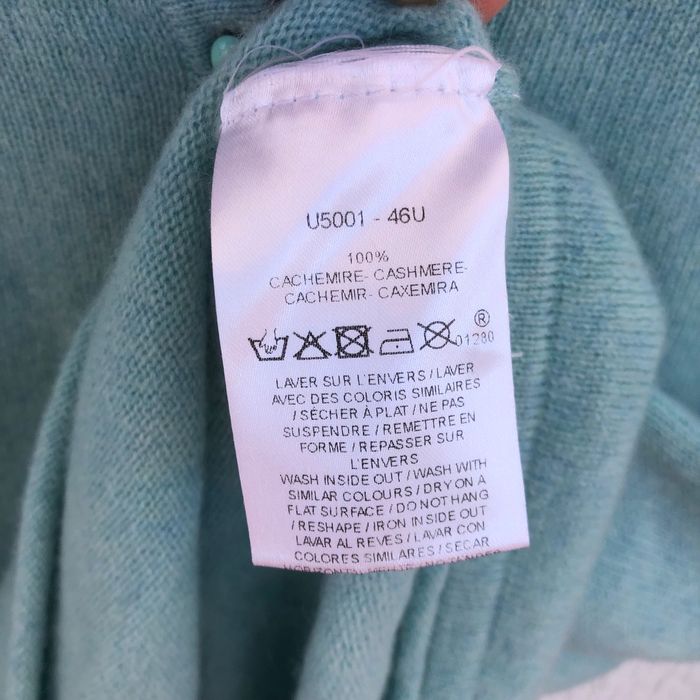 U5001 - 46U
100%
CACHEMIRE- CASHMERE-
CACHEMIR- CAXEMIRA
®
01280
LAVER SUR L'ENVERS / LAVER
AVEC DES COLORIS SIMILAIRES
/ SÉCHER À PLAT / NE PAS
SUSPENDRE / REMETTRE EN
FORME / REPASSER SUR
L'ENVERS
WASH INSIDE OUT / WASH WITH
SIMILAR COLOURS / DRY ON A
FLAT SURFACE / DO NOT HANG
/ RESHAPE / IRON INSIDE OUT
LAVAR AL REVES / LAVAR CON
COLORES SIMILARES / SECAR